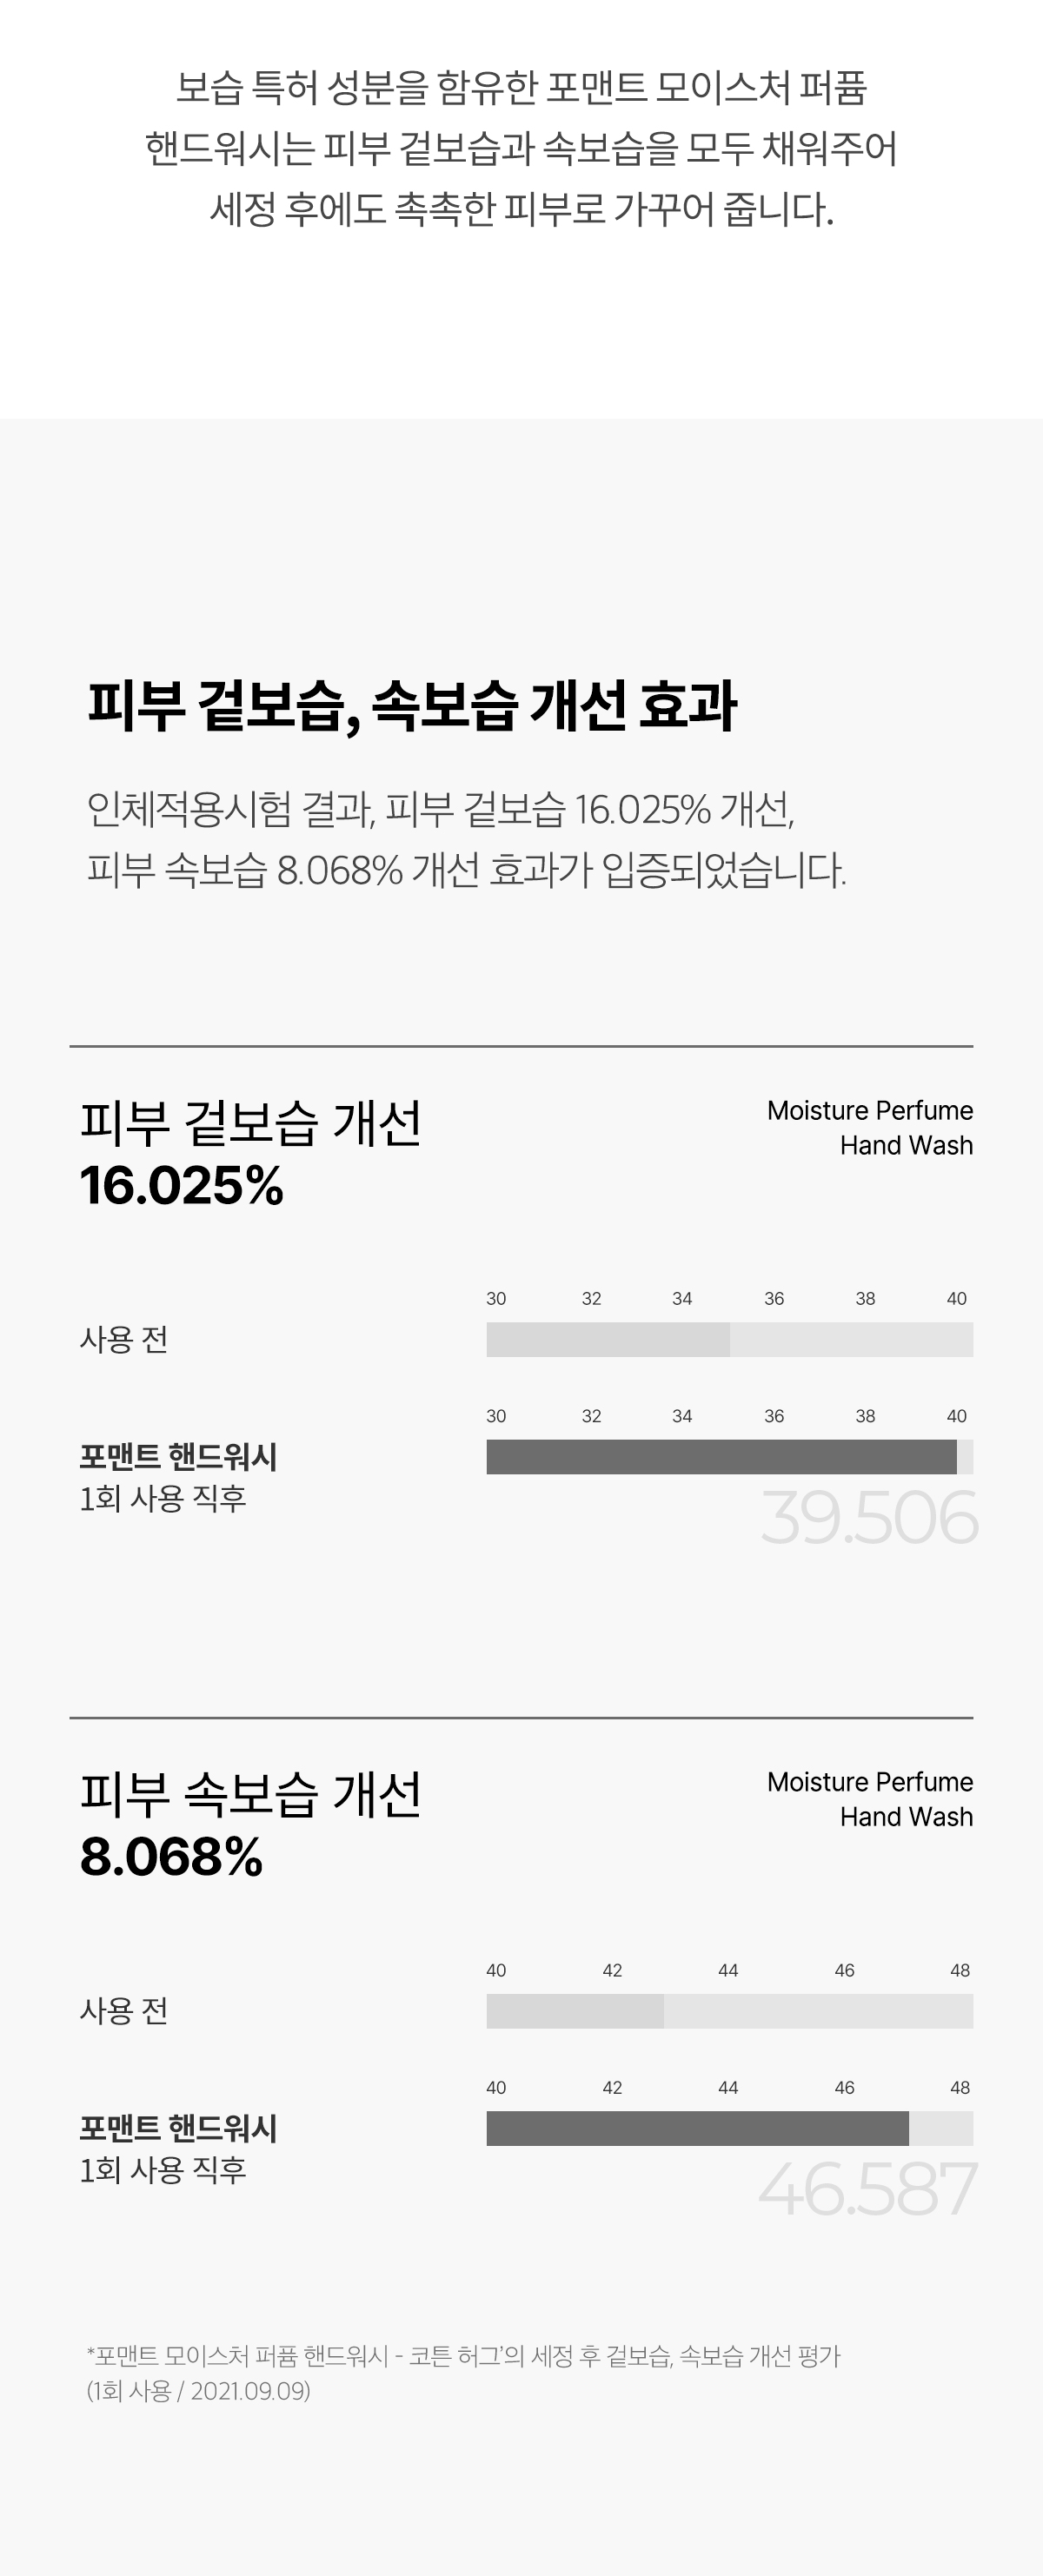 보습 특허 성분을 함유한 포맨트 모이스처 퍼퓸
핸드워시는 피부 겉보습과 속보습을 모두 채워주어
세정 후에도 촉촉한 피부로 가꾸어 줍니다.
피부 겉보습, 속보습 개선 효과
인체적용시험 결과, 피부 겉보습 16.025% 개선,
피부 속보습 8.068% 개선 효과가 입증되었습니다.
피부 겉보습 개선
16.025%
Moisture Perfume
Hand Wash
30 32 34 36 38 40
사용 전
30 32 34 36 38 40
포맨트 핸드워시
1회 사용 직후
39.506
피부 속보습 개선
8.068%
Moisture Perfume
Hand Wash
40 42 44 46 48
사용 전
40 42 44 46 48
포맨트 핸드워시
1회 사용 직후
46.587
*포맨트 모이스처 퍼퓸 핸드워시 - 코튼 허그’의 세정 후 겉보습, 속보습 개선 평가
(1회 사용 / 2021.09.09)